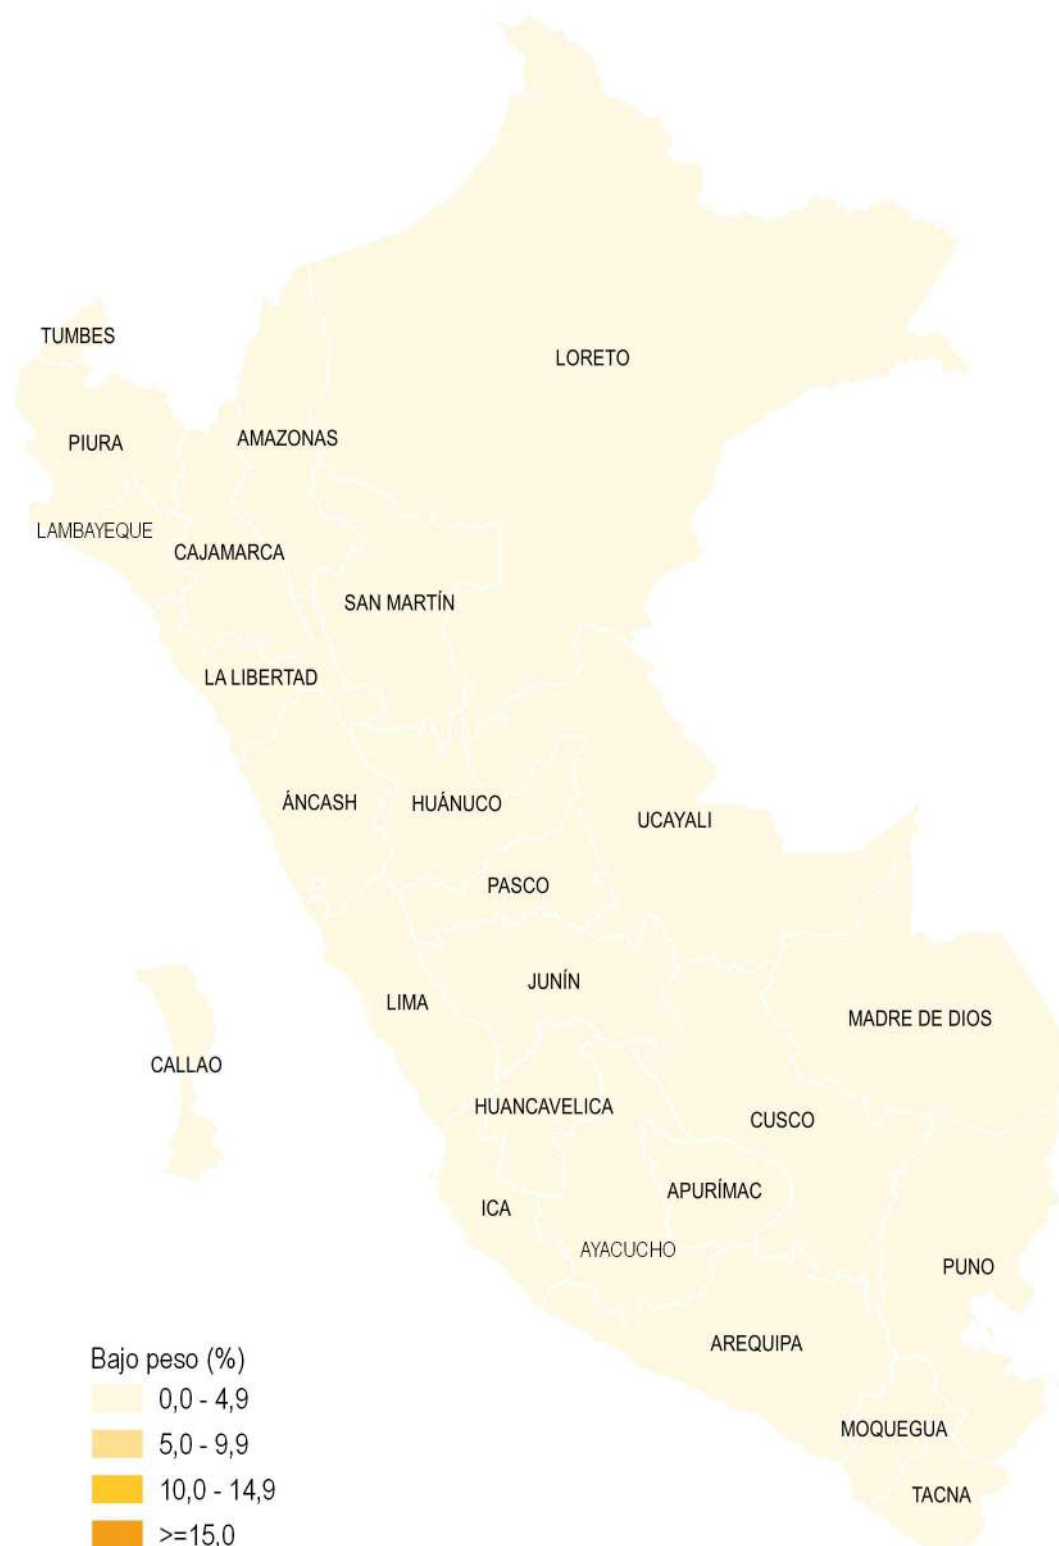 TUMBES
LORETO
PIURA
AMAZONAS
LAMBAYEQUE
CAJAMARCA
SAN MARTÍN
LA LIBERTAD
ÁNCASH
HUÁNUCO
UCAYALI
PASCO
JUNÍN
LIMA
MADRE DE DIOS
CALLAO
HUANCAVELICA
CUSCO
APURÍMAC
ICA
AYACUCHO
PUNO
AREQUIPA
MOQUEGUA
TACNA
Bajo peso (%)
0,0 - 4,9
5,0 - 9,9
10,0 - 14,9
>=15,0